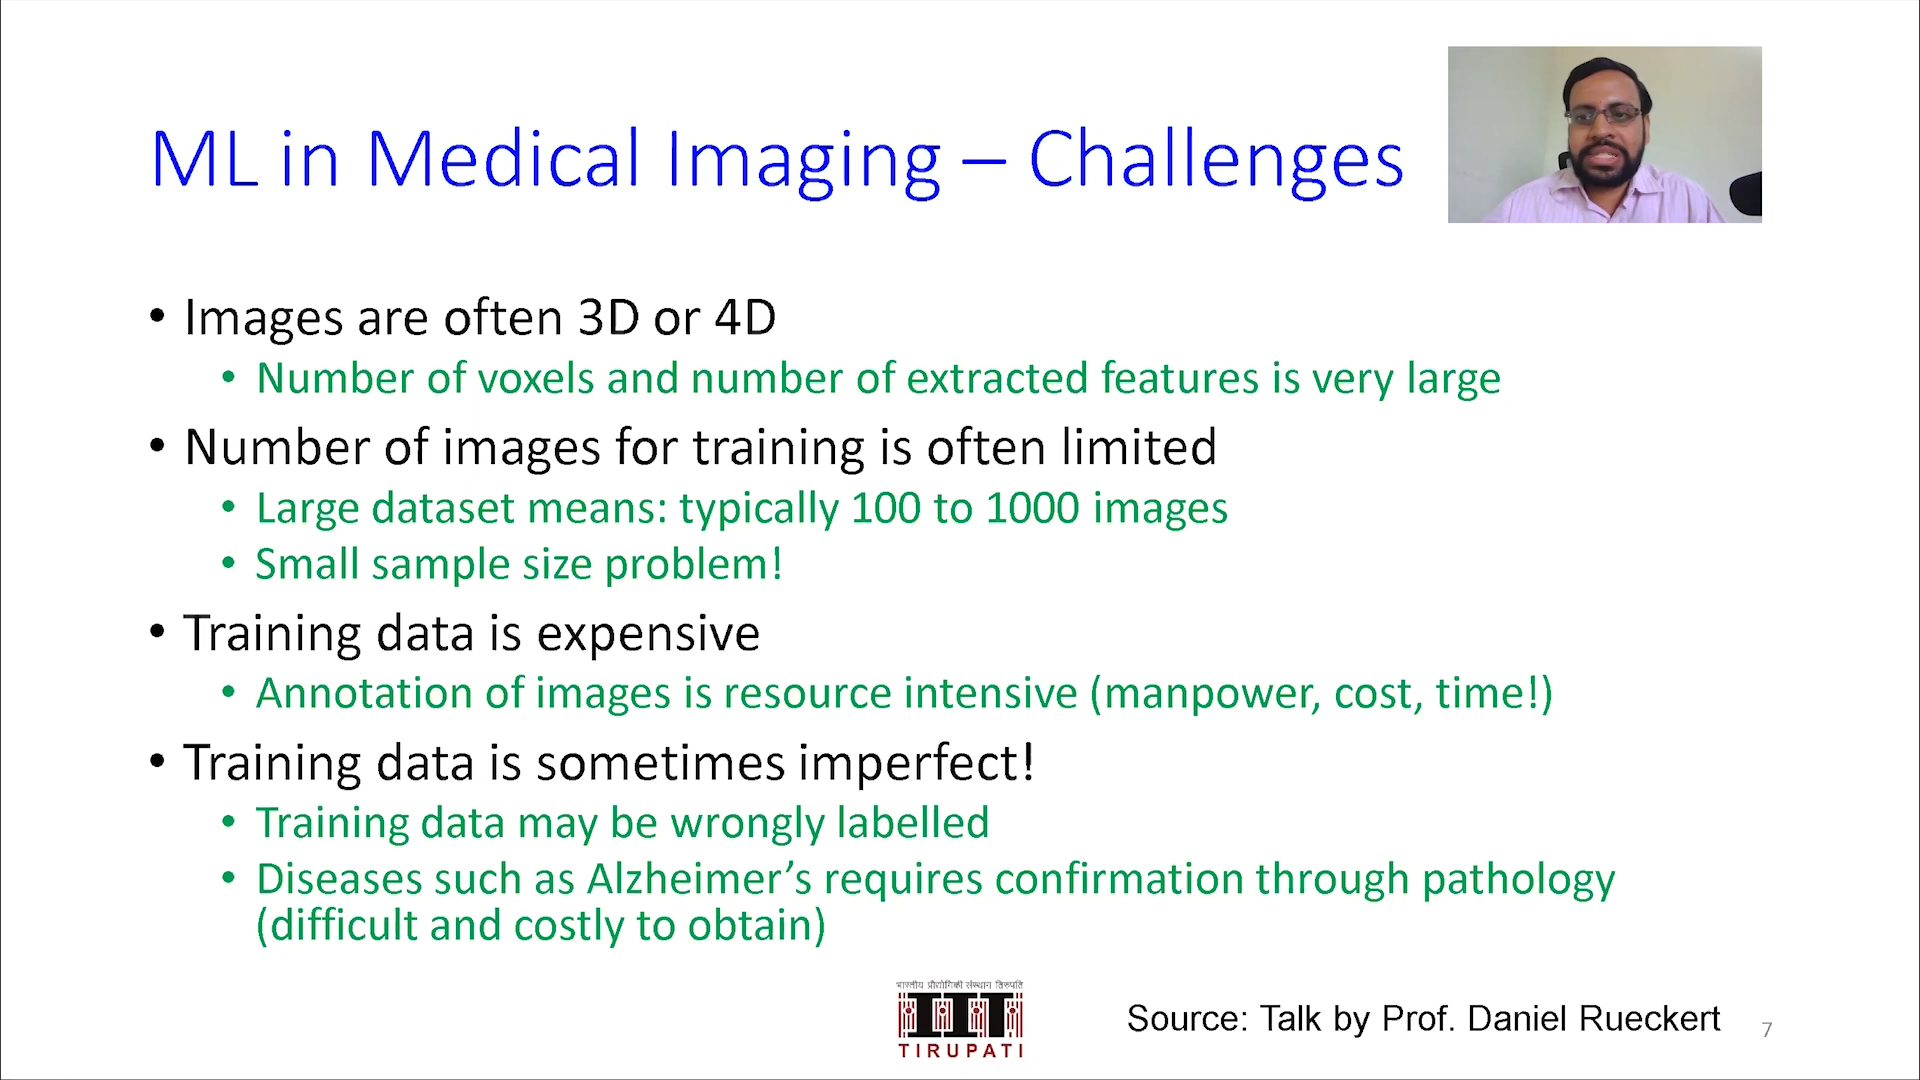 ML in Medical Imaging – Challenges
• Images are often 3D or 4D
• Number of voxels and number of extracted features is very large
• Number of images for training is often limited
• Large dataset means: typically 100 to 1000 images
• Small sample size problem!
• Training data is expensive
• Annotation of images is resource intensive (manpower, cost, time!)
• Training data is sometimes imperfect!
• Training data may be wrongly labelled
• Diseases such as Alzheimer’s requires confirmation through pathology
(difficult and costly to obtain)
भारतीय प्रौद्योगिकी संस्थान तिरुपति
TIRUPATI
Source: Talk by Prof. Daniel Rueckert
7